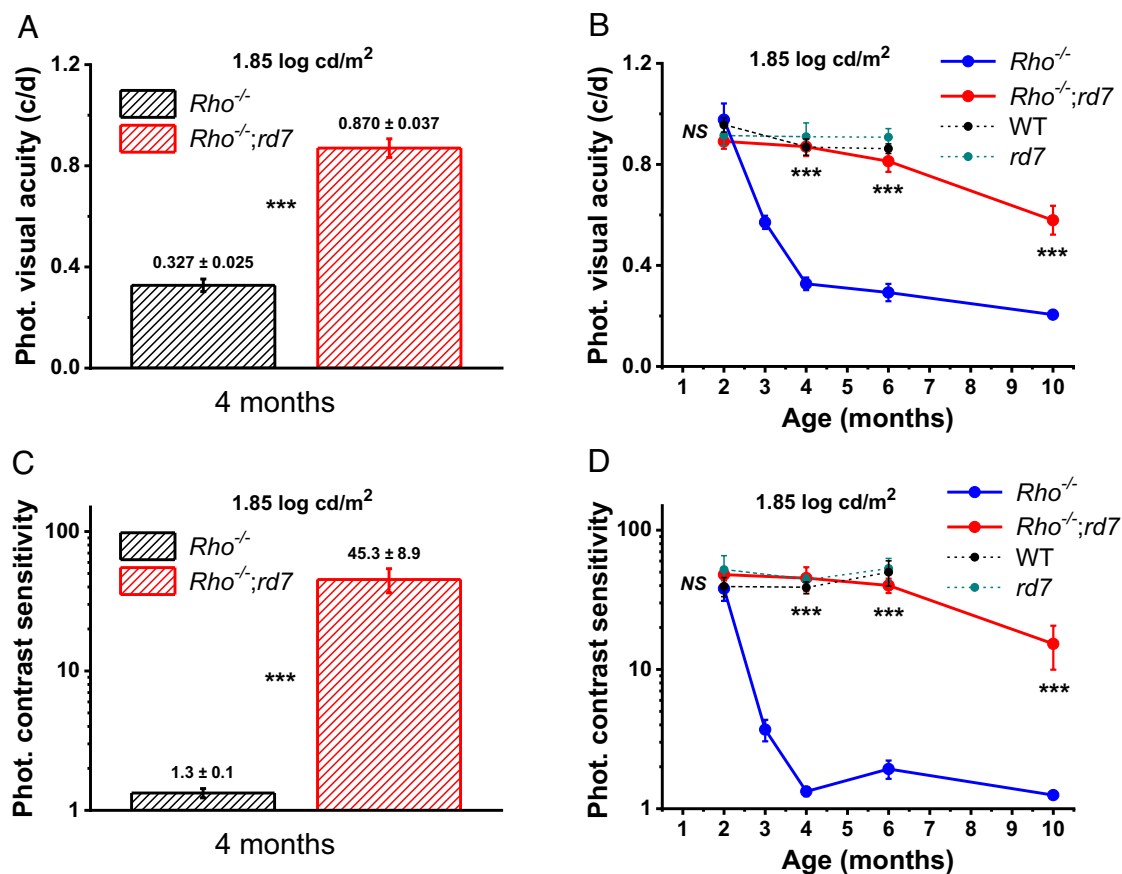 A
1.85 log cd/m²
Phot. visual acuity (c/d)
1.2
0.8
0.4
0.0
Rho-/-
Rho-/-;rd7
0.870 ± 0.037
***
0.327 ± 0.025
4 months
B
1.85 log cd/m²
Phot. visual acuity (c/d)
1.2
0.8
0.4
0.0
Rho-/-
Rho-/-;rd7
WT
rd7
NS
***
***
***
1 2 3 4 5 6 7 8 9 10
Age (months)
C
1.85 log cd/m²
Phot. contrast sensitivity
100
10
1
Rho-/-
Rho-/-;rd7
45.3 ± 8.9
***
1.3 ± 0.1
4 months
D
1.85 log cd/m²
Phot. contrast sensitivity
100
10
1
Rho-/-
Rho-/-;rd7
WT
rd7
NS
***
***
***
1 2 3 4 5 6 7 8 9 10
Age (months)